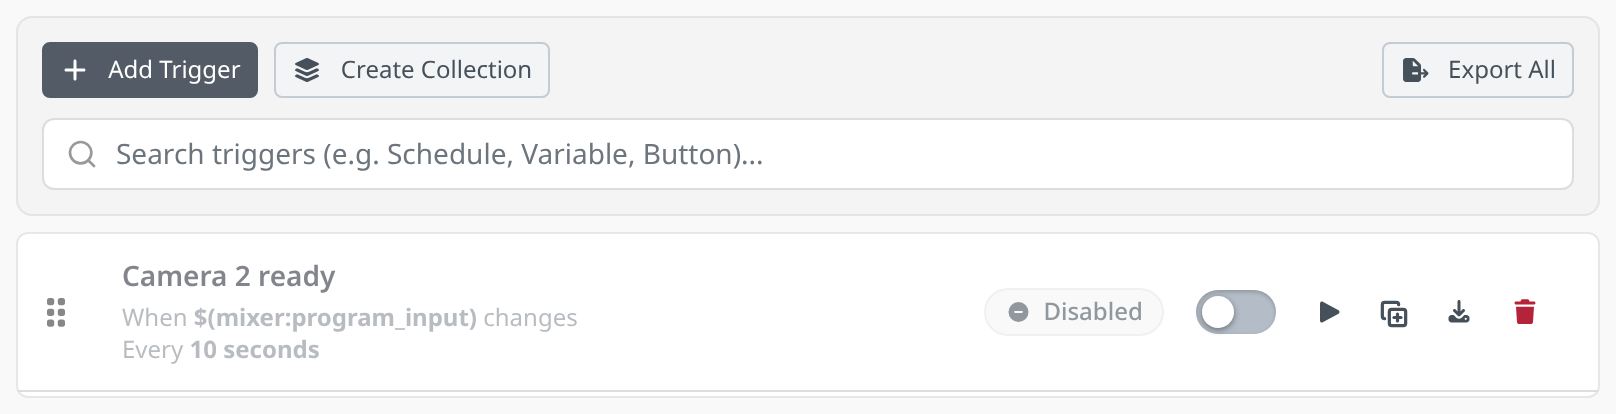 Add Trigger
Create Collection
Export All
Search triggers (e.g. Schedule, Variable, Button)...
Camera 2 ready
When $(mixer:program_input) changes
Every 10 seconds
Disabled